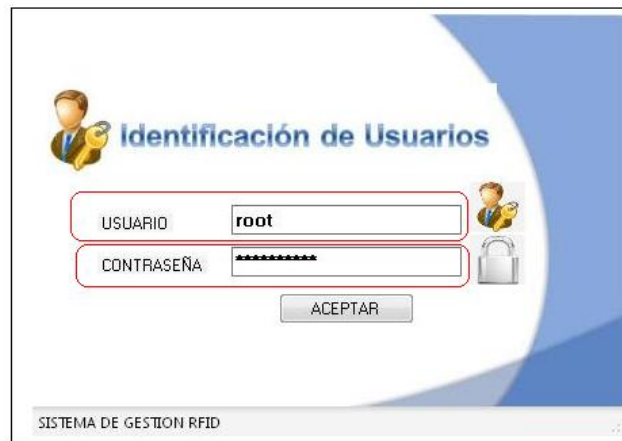 Identificación de Usuarios
USUARIO root
CONTRASEÑA **********
ACEPTAR
SISTEMA DE GESTION RFID